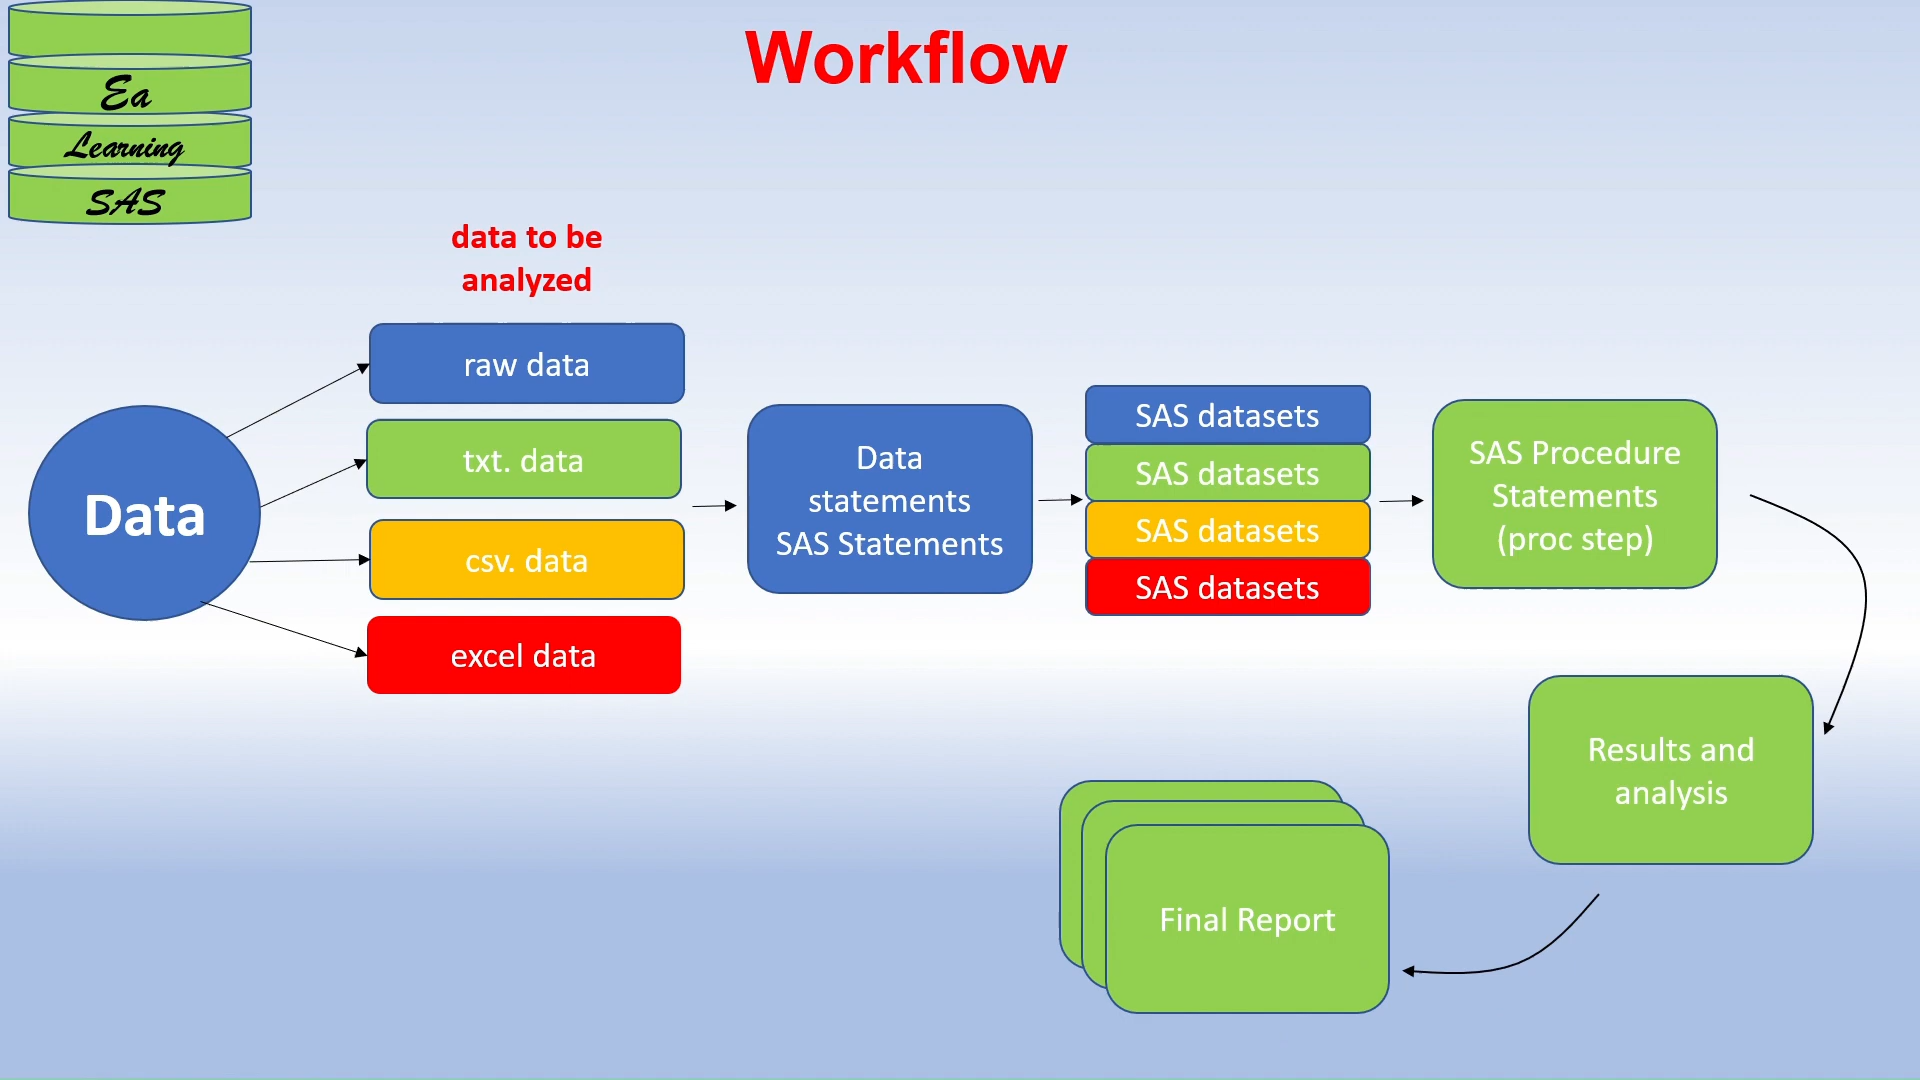 Workflow
Ea
Learning
SAS
data to be
analyzed
Data
raw data
txt. data
csv. data
excel data
Data
statements
SAS Statements
SAS datasets
SAS datasets
SAS datasets
SAS datasets
SAS Procedure
Statements
(proc step)
Results and
analysis
Final Report